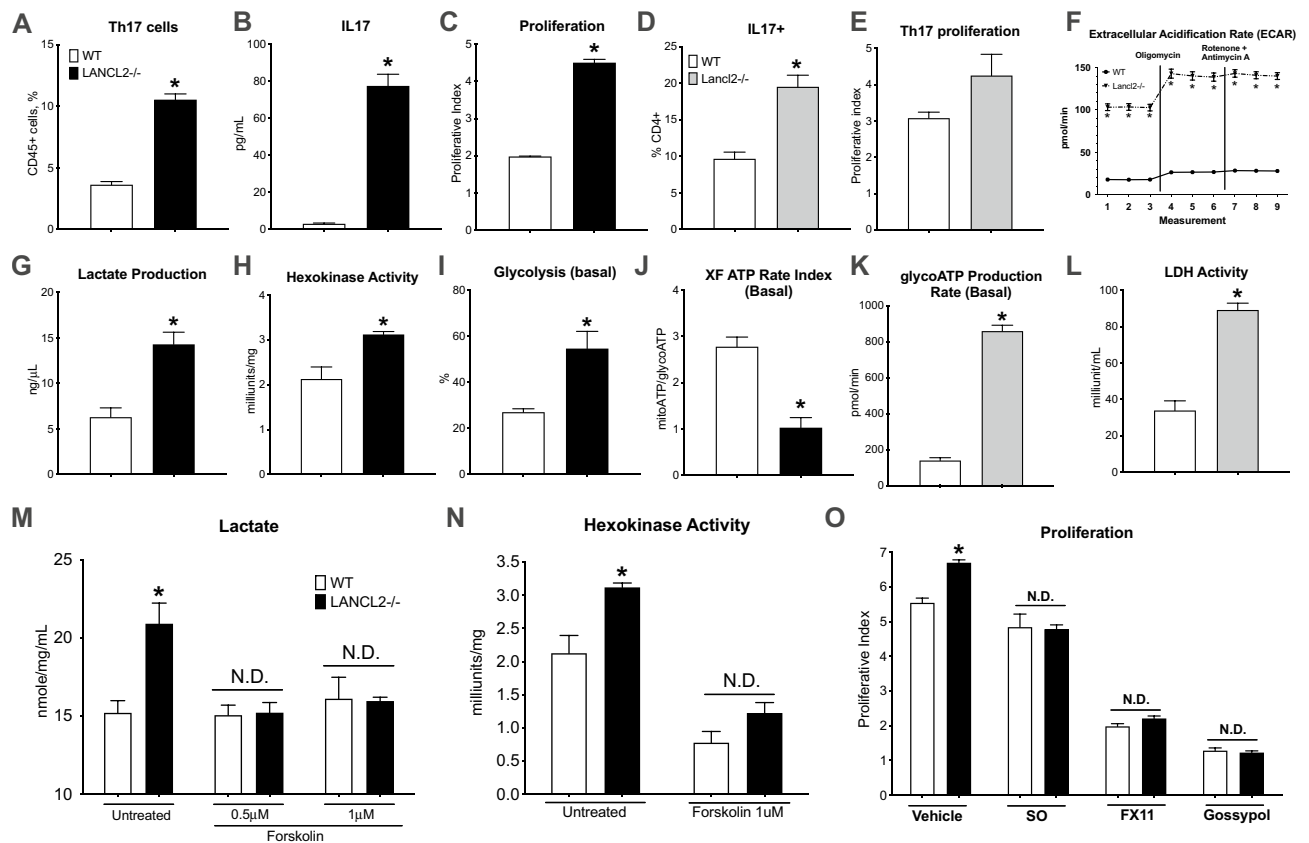 A
Th17 cells
WT
LANCL2-/-
*
CD45+ cells, %
15
10
5
0
B
IL17
*
pg/mL
100
80
60
40
20
0
C
Proliferation
*
Proliferative Index
5
4
3
2
1
0
D
IL17+
WT
Lancl2-/-
*
% CD4+
25
20
15
10
5
0
E
Th17 proliferation
Proliferative index
6
5
4
3
2
1
0
F
Extracellular Acidification Rate (ECAR)
Oligomycin
Rotenone +
Antimycin A
WT
Lancl2-/-
* * * * * * * * *
pmol/min
150
100
50
0
1 2 3 4 5 6 7 8 9
Measurement
G
Lactate Production
*
ng/µL
20
15
10
5
0
H
Hexokinase Activity
*
milliunits/mg
4
3
2
1
0
I
Glycolysis (basal)
*
%
80
60
40
20
0
J
XF ATP Rate Index
(Basal)
*
mitoATP/glycoATP
4
3
2
1
0
K
glycoATP Production
Rate (Basal)
*
pmol/min
1000
800
600
400
200
0
L
LDH Activity
*
milliunit/mL
100
80
60
40
20
0
M
Lactate
WT
LANCL2-/-
*
N.D.
N.D.
nmole/mg/mL
25
20
15
10
Untreated 0.5µM 1µM
Forskolin
N
Hexokinase Activity
*
N.D.
milliunits/mg
3.5
3.0
2.5
2.0
1.5
1.0
0.5
0.0
Untreated Forskolin 1uM
O
Proliferation
*
N.D.
N.D.
N.D.
Proliferative Index
7
6
5
4
3
2
1
0
Vehicle SO FX11 Gossypol